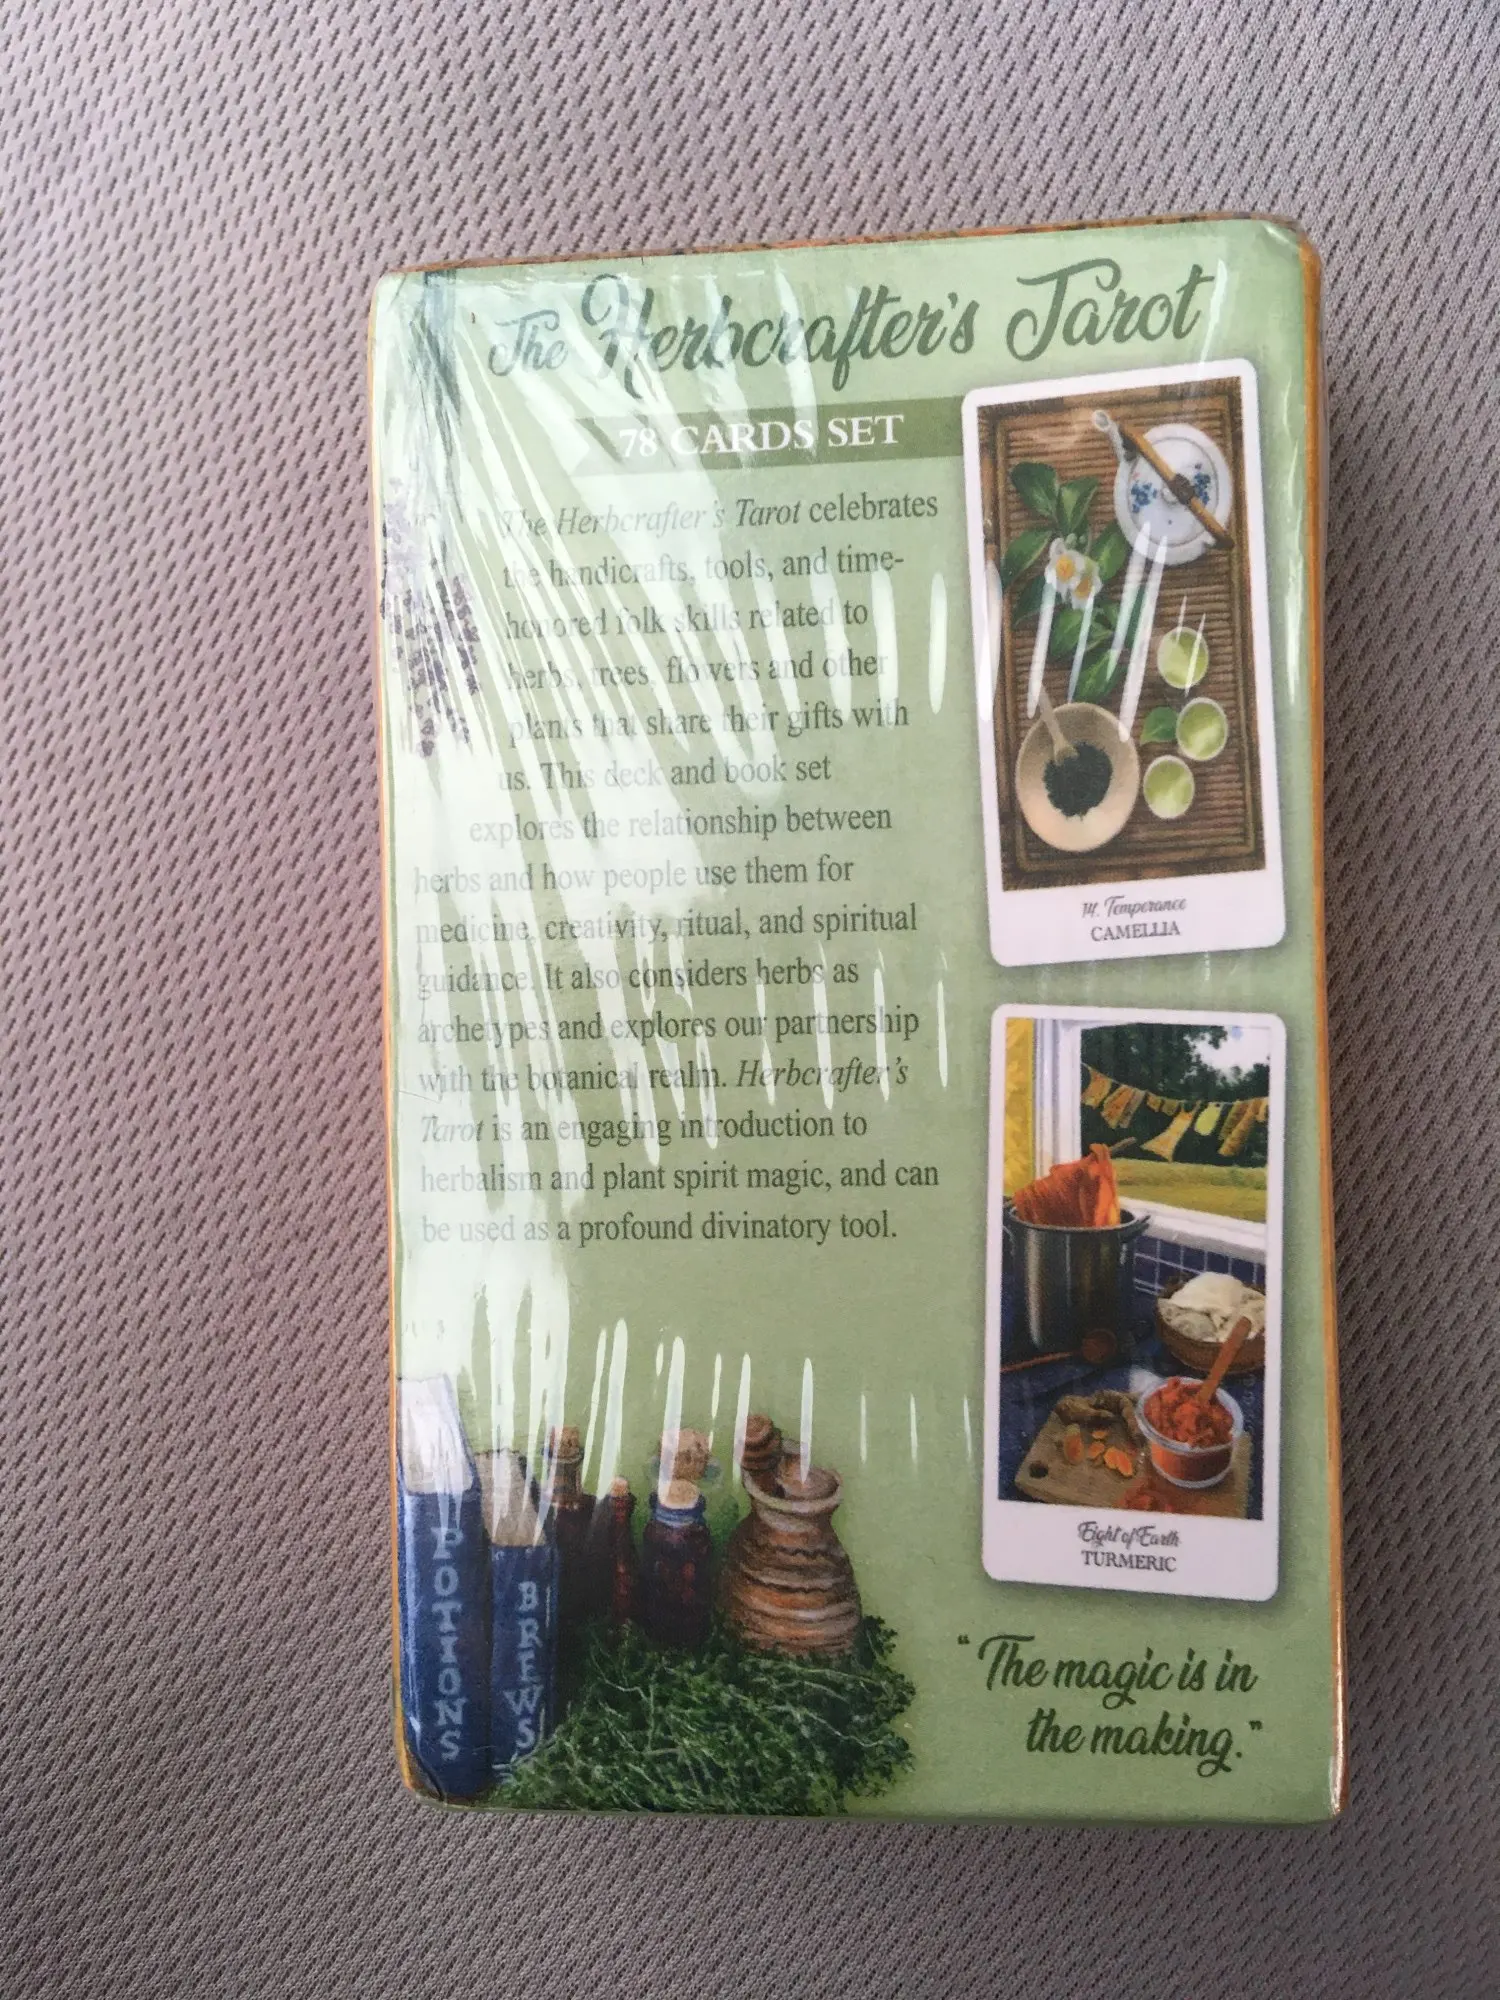 The Herbcrafter's Tarot
78 CARDS SET
The Herbcrafter's Tarot celebrates
the handicrafts, tools, and time-
honored folk skills related to
herbs, trees, flowers and other
plants that share their gifts with
us. This deck and book set
explores the relationship between
herbs and how people use them for
medicine, creativity, ritual, and spiritual
guidance. It also considers herbs as
archetypes and explores our partnership
with the botanical realm. Herbcrafter's
Tarot is an engaging introduction to
herbalism and plant spirit magic, and can
be used as a profound divinatory tool.
14. Temperance
CAMELLIA
Eight of Earth
TURMERIC
POTIONS
BREWS
"The magic is in
the making."